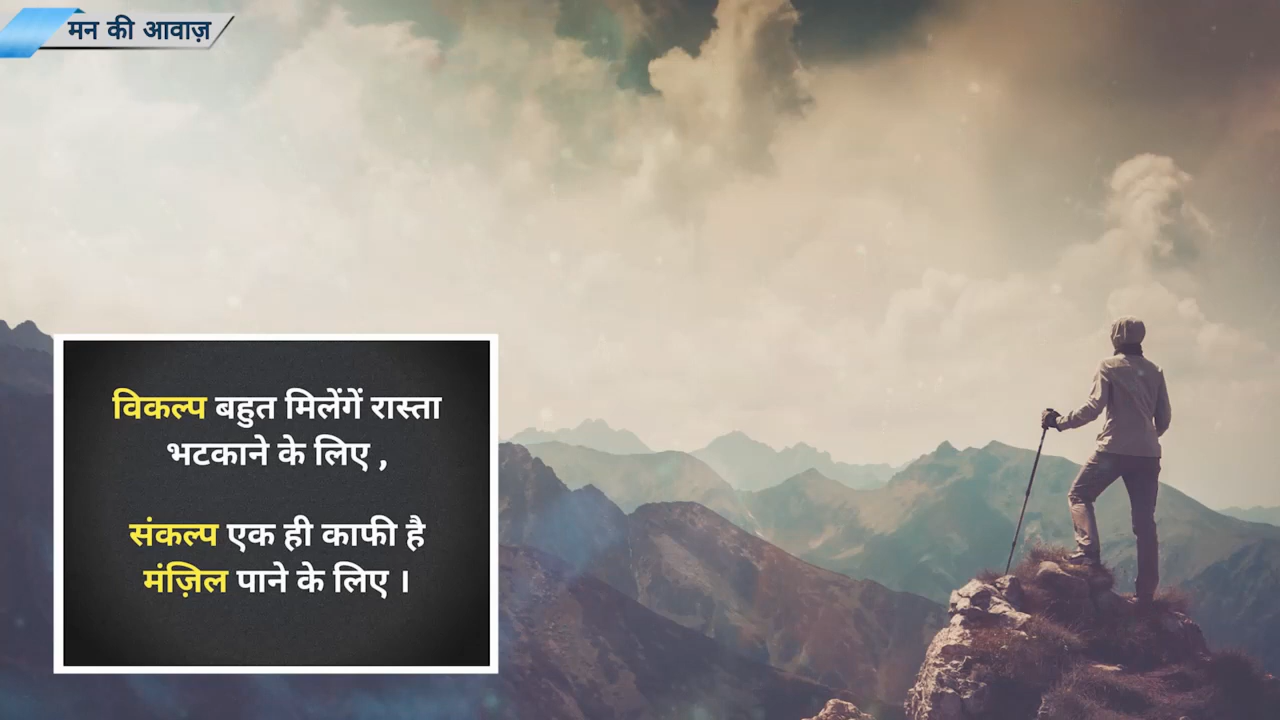 मन की आवाज़
विकल्प बहुत मिलेंगें रास्ता
भटकाने के लिए ,
संकल्प एक ही काफी है
मंज़िल पाने के लिए ।